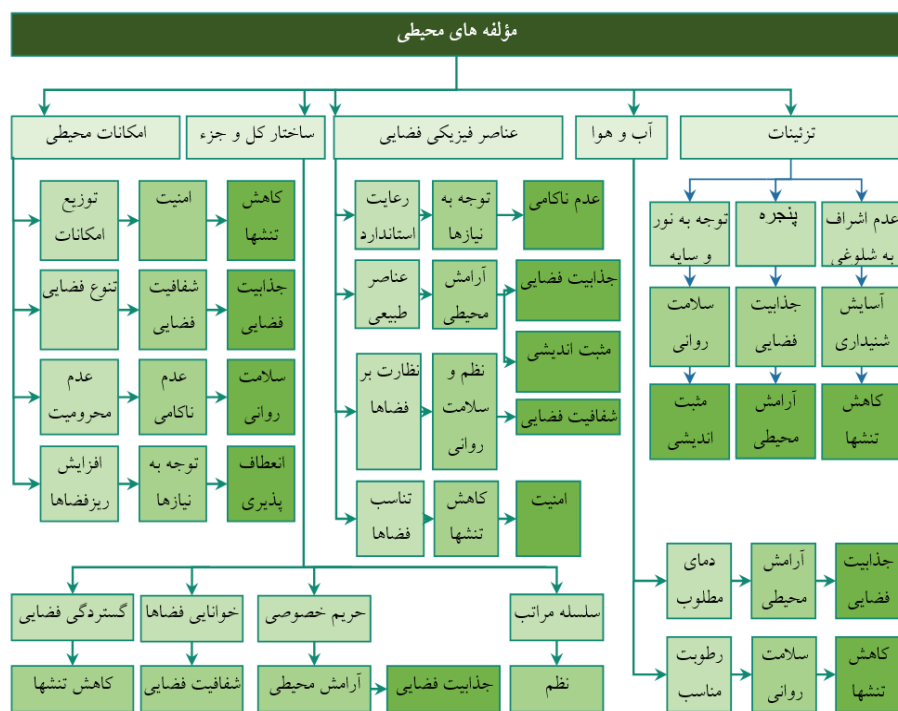 مؤلفه های محیطی
تزئینات
آب و هوا
عناصر فیزیکی فضایی
ساختار کل و جزء
امکانات محیطی
عدم اشراف
به شلوغی
پنجره
توجه به نور
و سایه
آسایش
شنیداری
جذابیت
فضایی
سلامت
روانی
کاهش
تنشها
آرامش
محیطی
مثبت
اندیشی
دمای
مطلوب
آرامش
محیطی
جذابیت
فضایی
رطوبت
مناسب
سلامت
روانی
کاهش
تنشها
رعایت
استاندارد
توجه به
نیازها
عدم ناکامی
عناصر
طبیعی
آرامش
محیطی
جذابیت فضایی
مثبت اندیشی
نظارت بر
فضاها
نظم و
سلامت
روانی
شفافیت فضایی
تناسب
فضاها
کاهش
تنشها
امنیت
سلسله مراتب
نظم
حریم خصوصی
آرامش محیطی
جذابیت فضایی
خوانایی فضاها
شفافیت فضایی
گستردگی فضایی
کاهش تنشها
توزیع
امکانات
امنیت
کاهش
تنشها
تنوع فضایی
شفافیت
فضایی
جذابیت
فضایی
عدم
محرومیت
عدم
ناکامی
سلامت
روانی
افزایش
ریزفضاها
توجه به
نیازها
انعطاف
پذیری